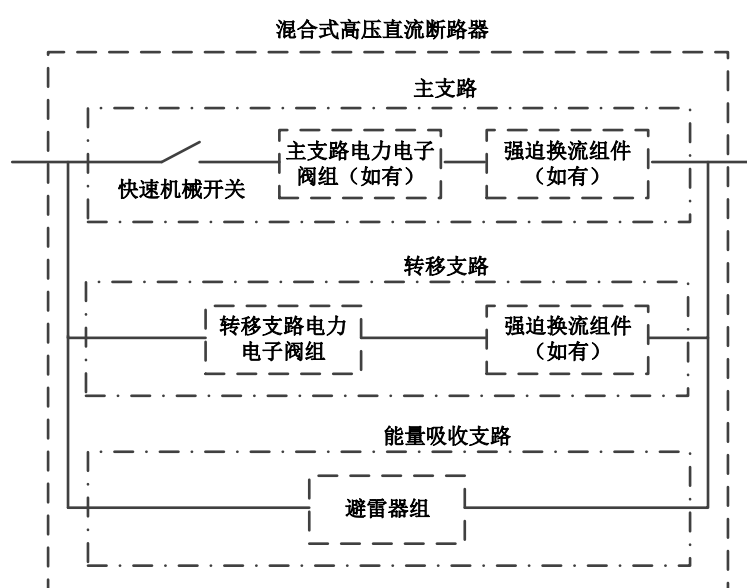 混合式高压直流断路器
主支路
主支路电力电子
阀组（如有）
强迫换流组件
（如有）
快速机械开关
转移支路
转移支路电力
电子阀组
强迫换流组件
（如有）
能量吸收支路
避雷器组